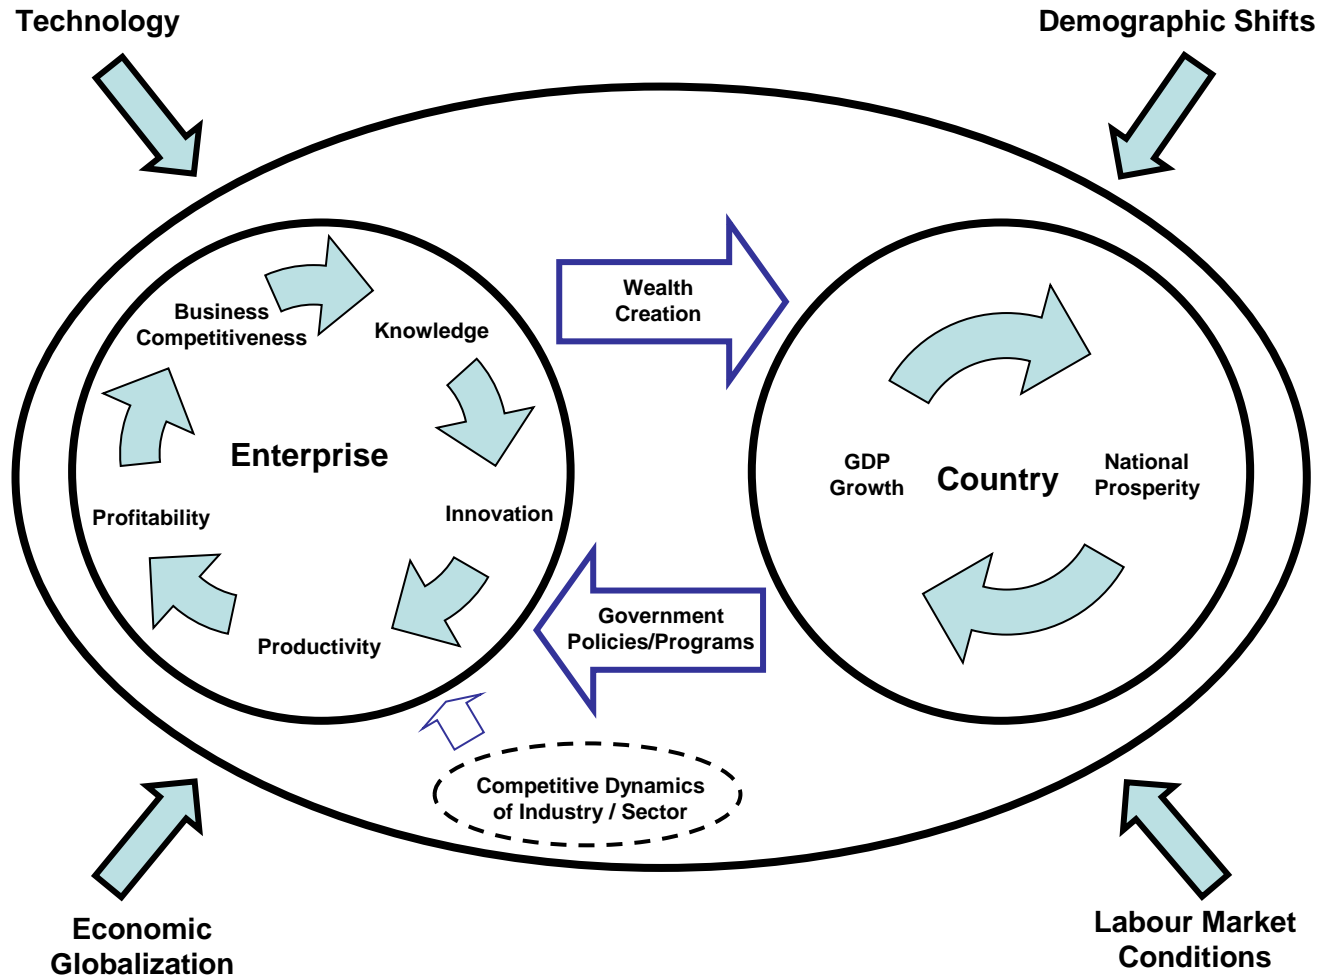 Technology
Demographic Shifts
Wealth
Creation
Business
Competitiveness
Knowledge
Enterprise
GDP
Growth
Country
National
Prosperity
Profitability
Innovation
Government
Policies/Programs
Productivity
Competitive Dynamics
of Industry / Sector
Economic
Globalization
Labour Market
Conditions